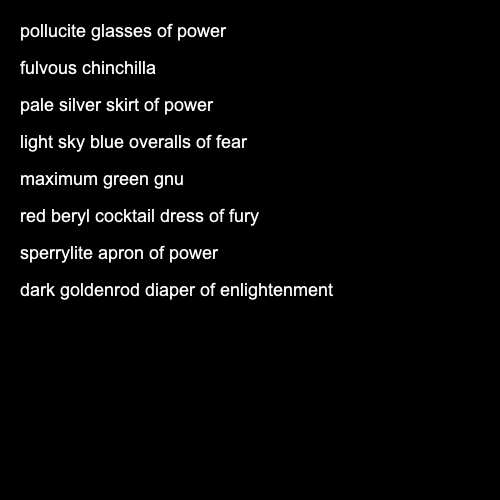 pollucite glasses of power
fulvous chinchilla
pale silver skirt of power
light sky blue overalls of fear
maximum green gnu
red beryl cocktail dress of fury
sperrylite apron of power
dark goldenrod diaper of enlightenment